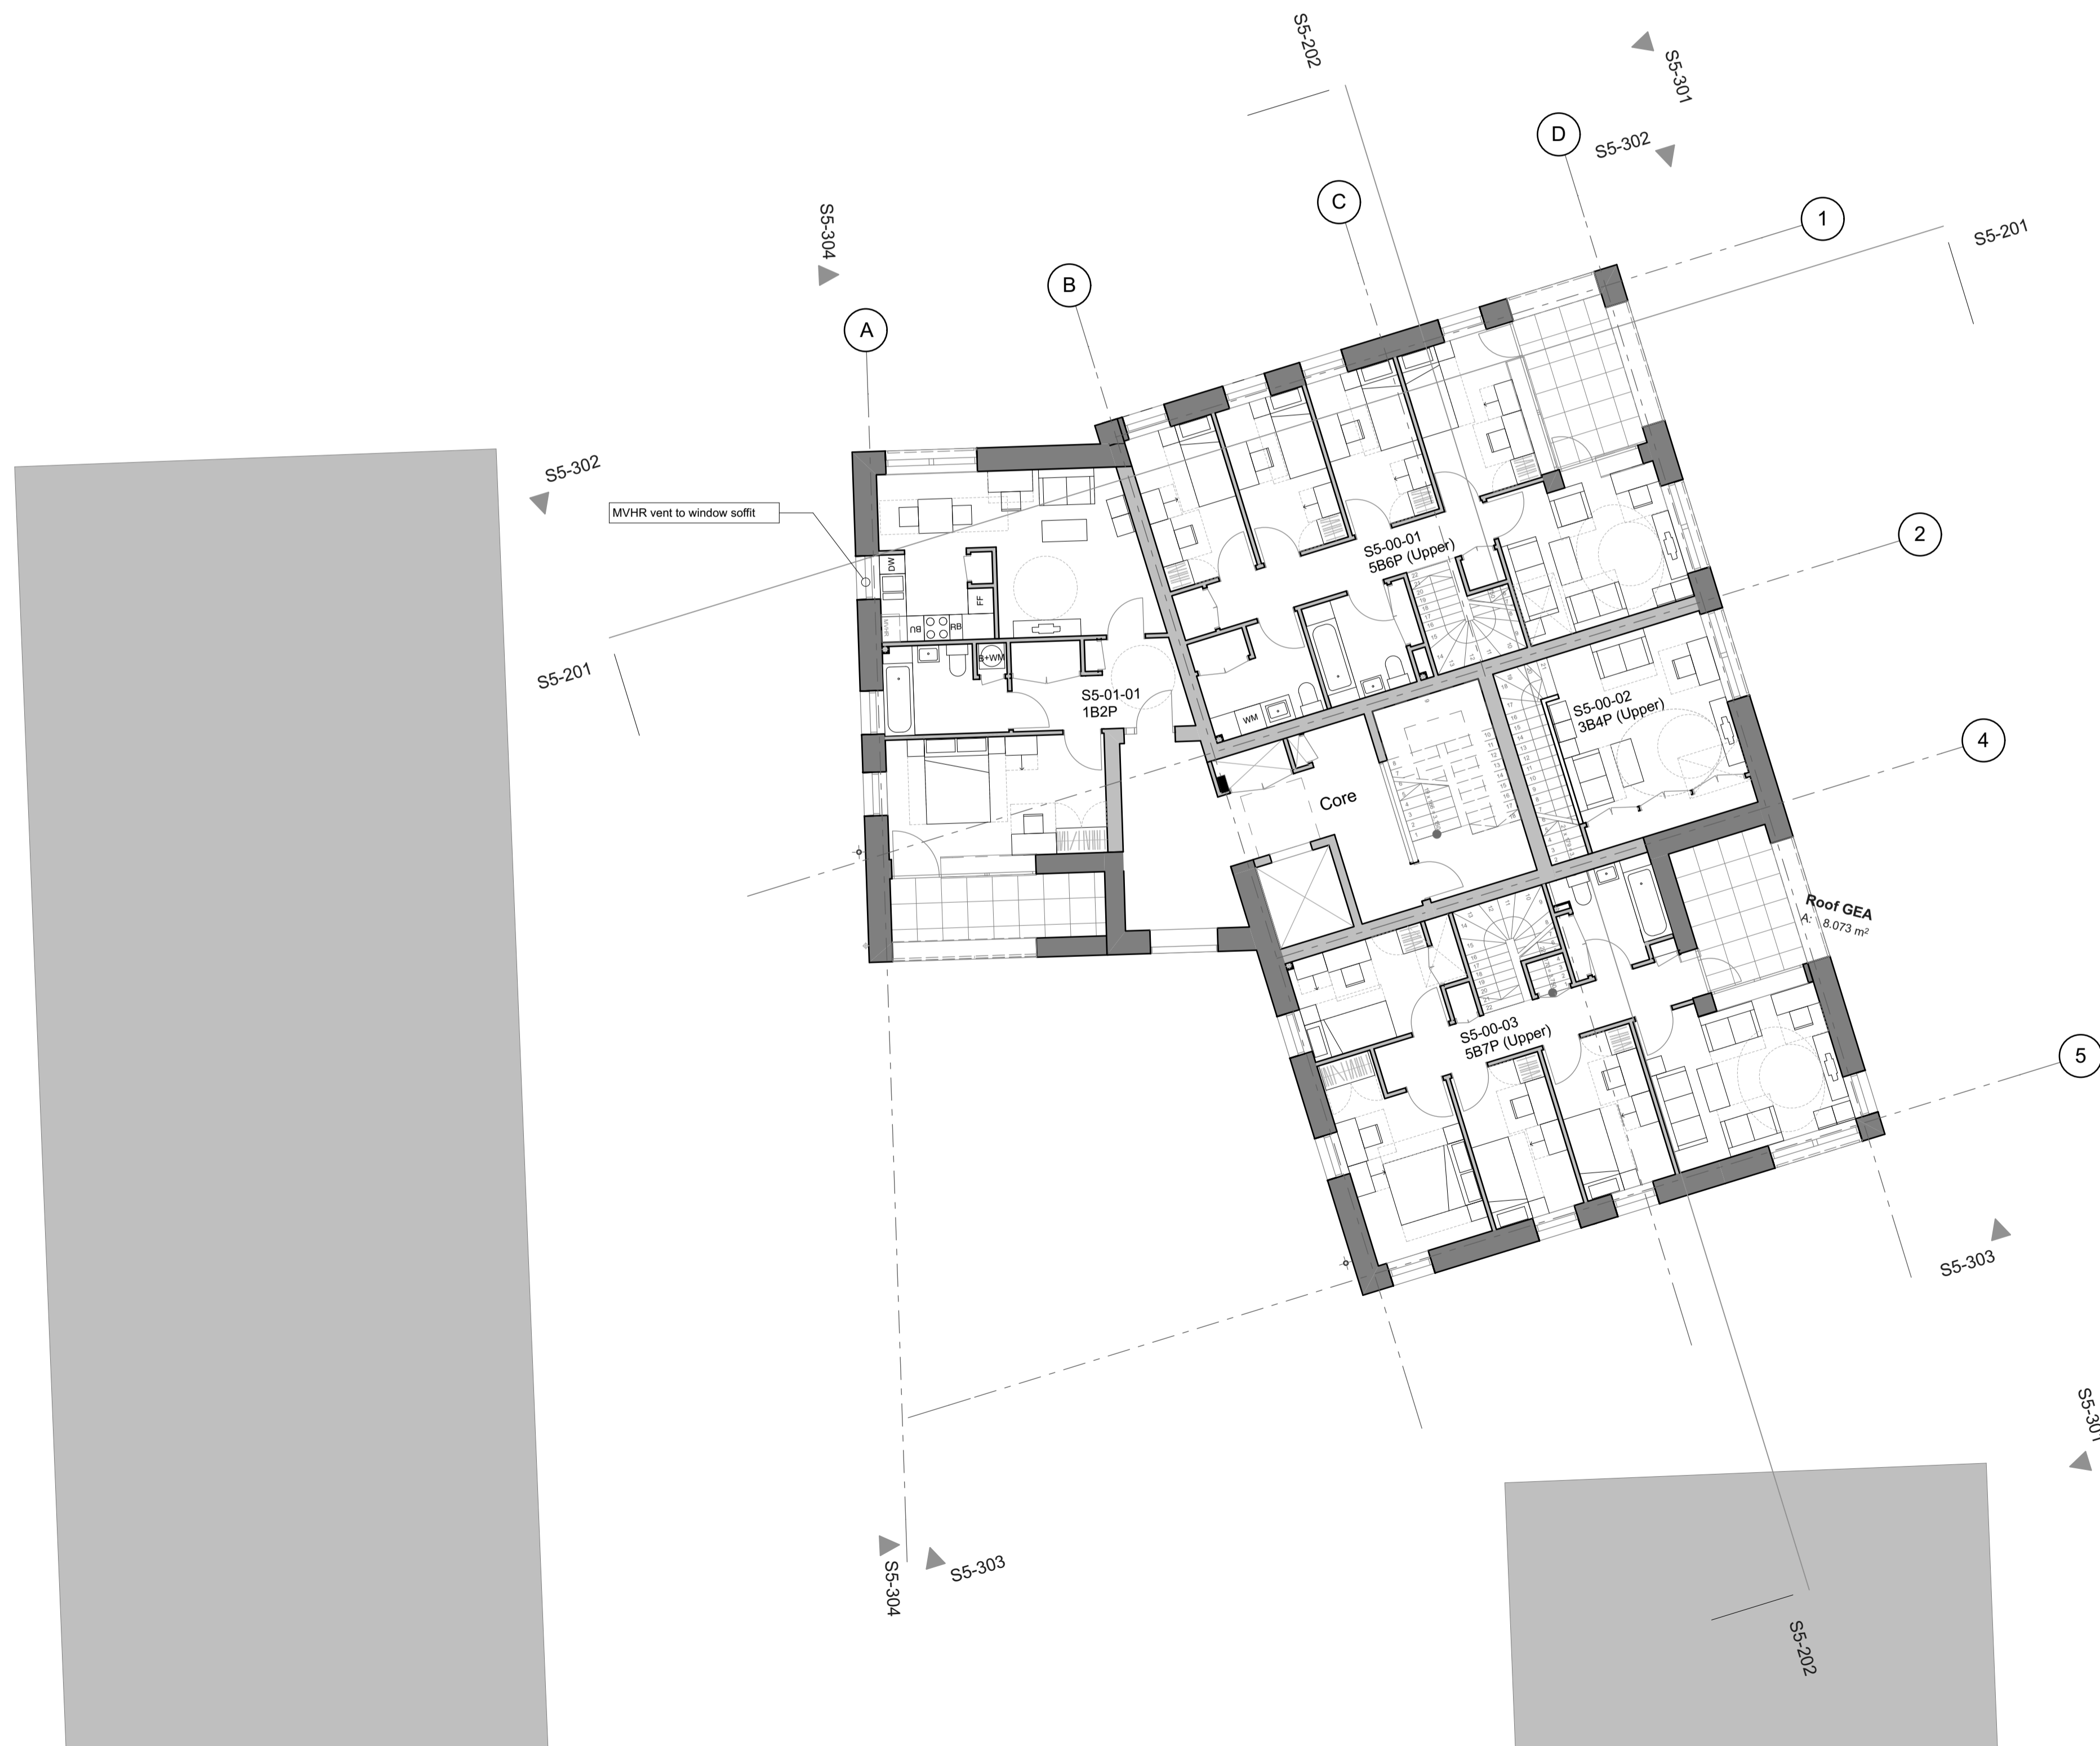 S5-202
S5-301
D
S5-302
C
1
S5-201
S5-304
B
A
S5-302
MVHR vent to window soffit
2
S5-00-01
5B6P (Upper)
DW
FF
MVHR
BU
RB
S5-201
B+WM
S5-01-01
1B2P
WM
S5-00-02
3B4P (Upper)
4
Core
Roof GEA
A: 8.073 m²
S5-00-03
5B7P (Upper)
5
S5-303
S5-301
S5-304
S5-303
S5-202